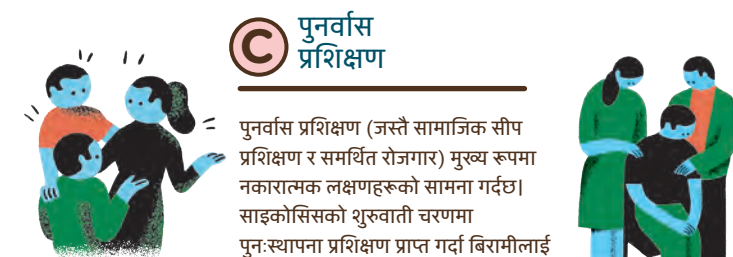 C
पुनर्वास
प्रशिक्षण
पुनर्वास प्रशिक्षण (जस्तै सामाजिक सीप
प्रशिक्षण र समर्थित रोजगार) मुख्य रूपमा
नकारात्मक लक्षणहरूको सामना गर्दछ।
साइकोसिसको शुरुवाती चरणमा
पुनःस्थापना प्रशिक्षण प्राप्त गर्दा बिरामीलाई